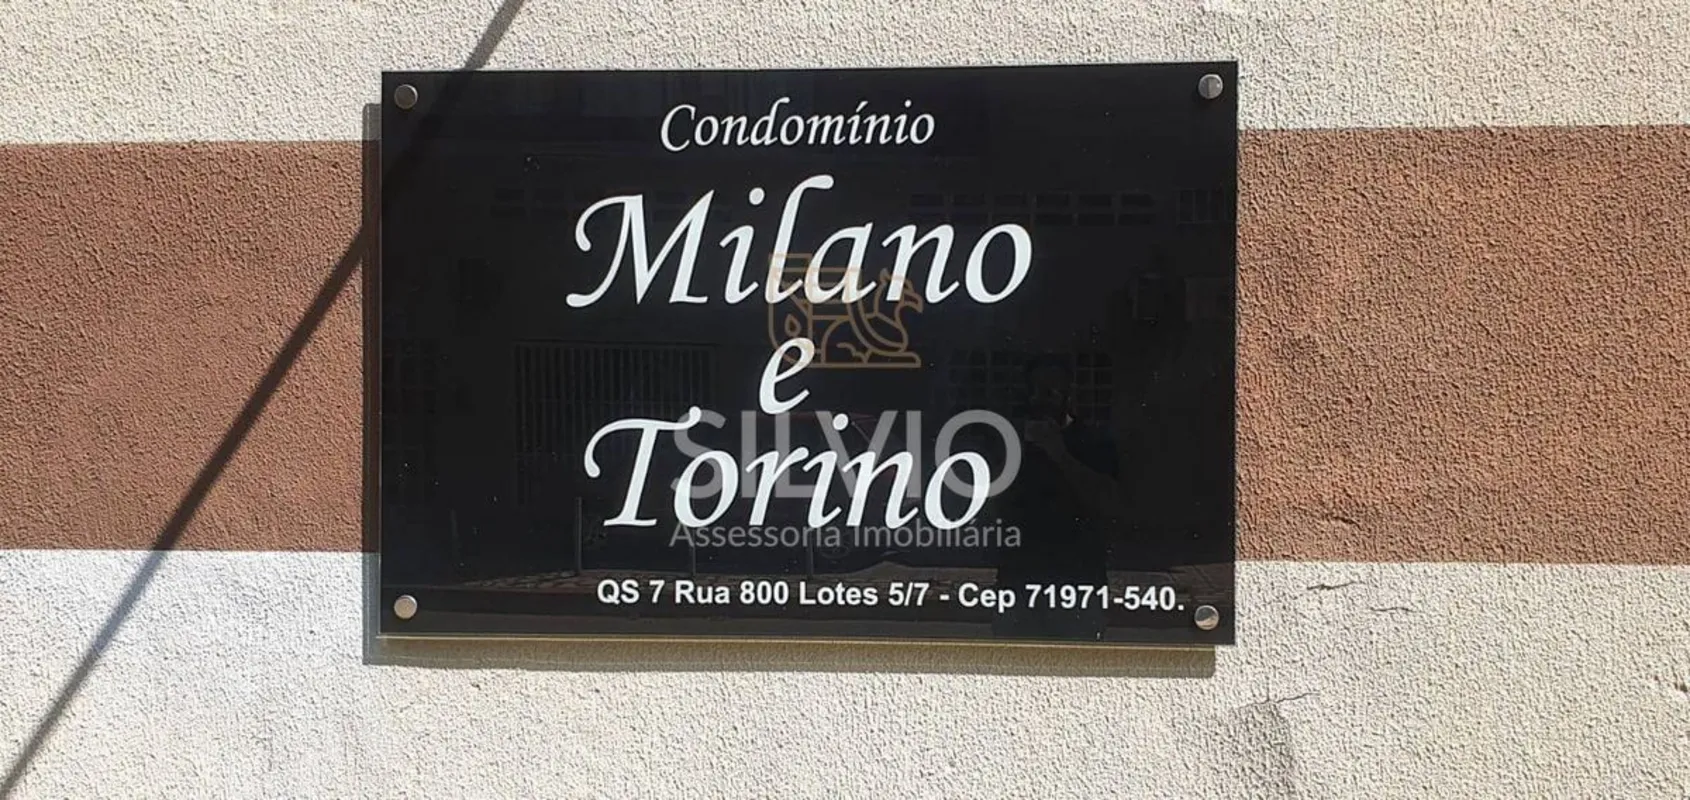 Condomínio
Milano
e
Torino
SILVIO
Assessoria Imobiliária
QS 7 Rua 800 Lotes 5/7 - Cep 71971-540.